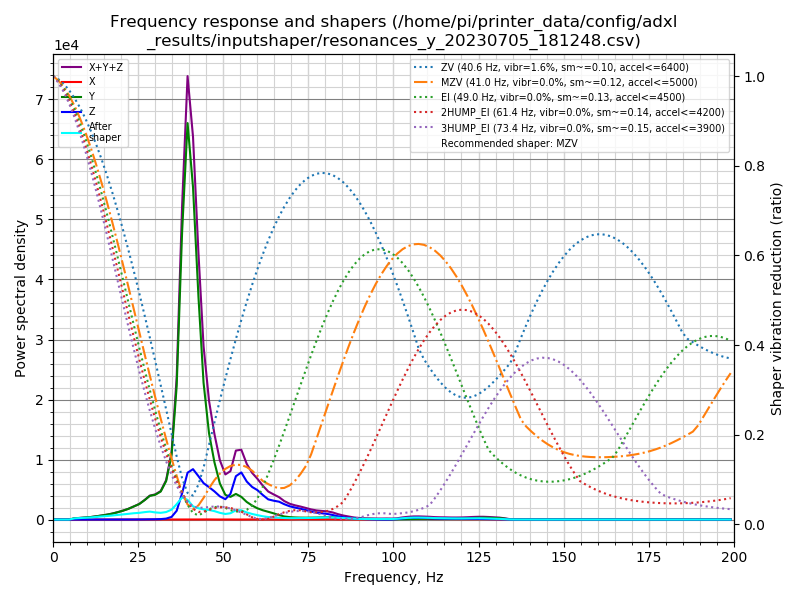 Frequency response and shapers (/home/pi/printer_data/config/adxl
_results/inputshaper/resonances_y_20230705_181248.csv)
1e4
X+Y+Z
X
Y
Z
After
shaper
ZV (40.6 Hz, vibr=1.6%, sm~=0.10, accel<=6400)
MZV (41.0 Hz, vibr=0.0%, sm~=0.12, accel<=5000)
EI (49.0 Hz, vibr=0.0%, sm~=0.13, accel<=4500)
2HUMP_EI (61.4 Hz, vibr=0.0%, sm~=0.14, accel<=4200)
3HUMP_EI (73.4 Hz, vibr=0.0%, sm~=0.15, accel<=3900)
Recommended shaper: MZV
Power spectral density
7
6
5
4
3
2
1
0
1.0
0.8
0.6
0.4
0.2
0.0
Shaper vibration reduction (ratio)
0 25 50 75 100 125 150 175 200
Frequency, Hz